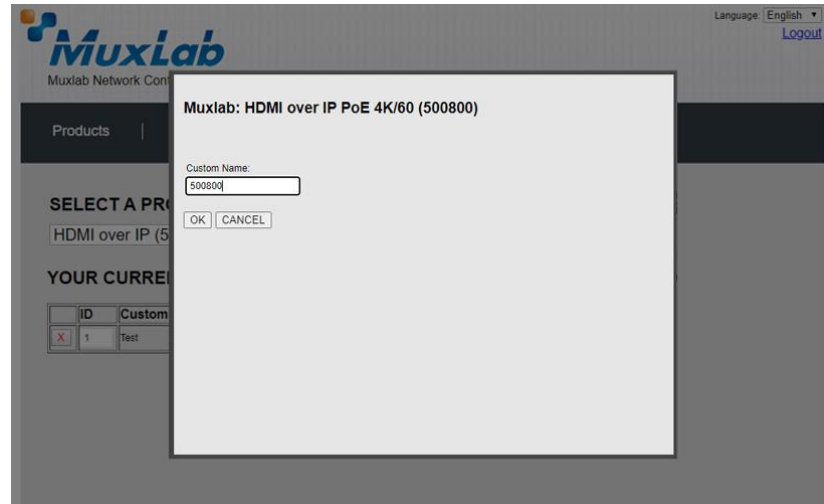 Language: English
Logout
MuxLab
Muxlab Network Con
Products |
Muxlab: HDMI over IP PoE 4K/60 (500800)
Custom Name:
500800
OK CANCEL
SELECT A PR
HDMI over IP (5
YOUR CURRE
ID Custom
X 1 Test